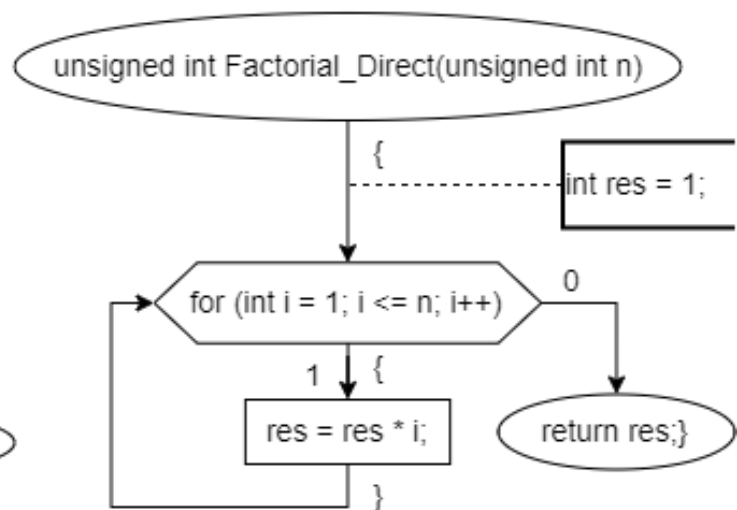 unsigned int Factorial_Direct(unsigned int n)
{
int res = 1;
for (int i = 1; i <= n; i++)
0
1
{
res = res * i;
return res;}
}